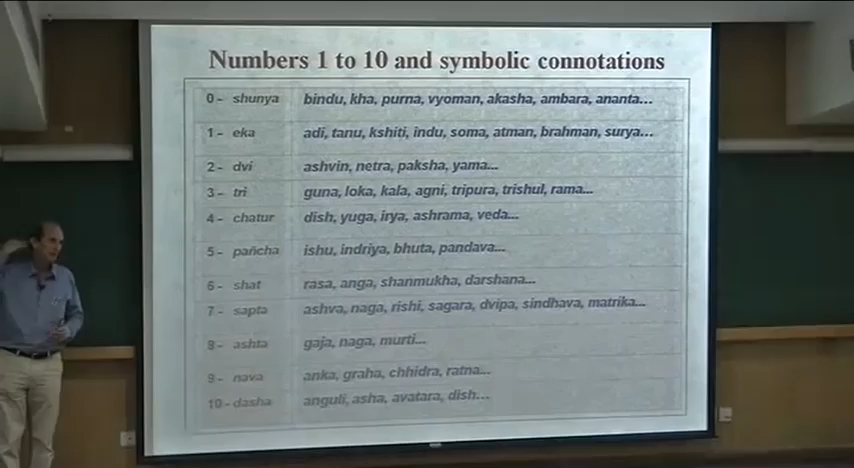 Numbers 1 to 10 and symbolic connotations
0 - shunya bindu, kha, purna, vyoman, akasha, ambara, ananta...
1 - eka adi, tanu, kshiti, indu, soma, atman, brahman, surya...
2 - dvi ashvin, netra, paksha, yama...
3 - tri guna, loka, kala, agni, tripura, trishul, rama...
4 - chatur dish, yuga, irya, ashrama, veda...
5 - pañcha ishu, indriya, bhuta, pandava...
6 - shat rasa, anga, shanmukha, darshana...
7 - sapta ashva, naga, rishi, sagara, dvipa, sindhava, matrika...
8 - ashta gaja, naga, murti...
9 - nava anka, graha, chhidra, ratna...
10 - dasha anguli, asha, avatara, dish...